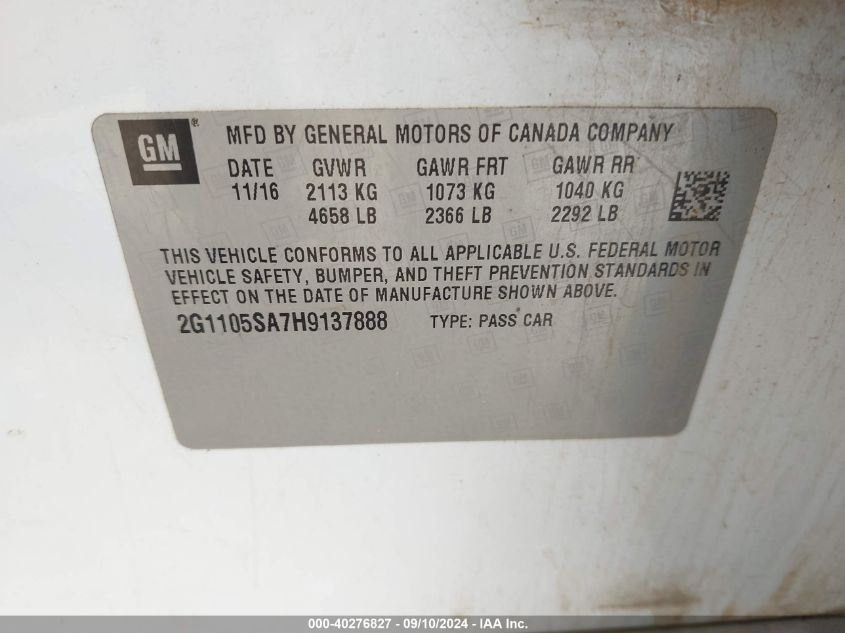 GM ®
MFD BY GENERAL MOTORS OF CANADA COMPANY
DATE GVWR GAWR FRT GAWR RR
11/16 2113 KG 1073 KG 1040 KG
4658 LB 2366 LB 2292 LB
THIS VEHICLE CONFORMS TO ALL APPLICABLE U.S. FEDERAL MOTOR
VEHICLE SAFETY, BUMPER, AND THEFT PREVENTION STANDARDS IN
EFFECT ON THE DATE OF MANUFACTURE SHOWN ABOVE.
2G1105SA7H9137888 TYPE: PASS CAR
000-40276827 - 09/10/2024 - IAA Inc.